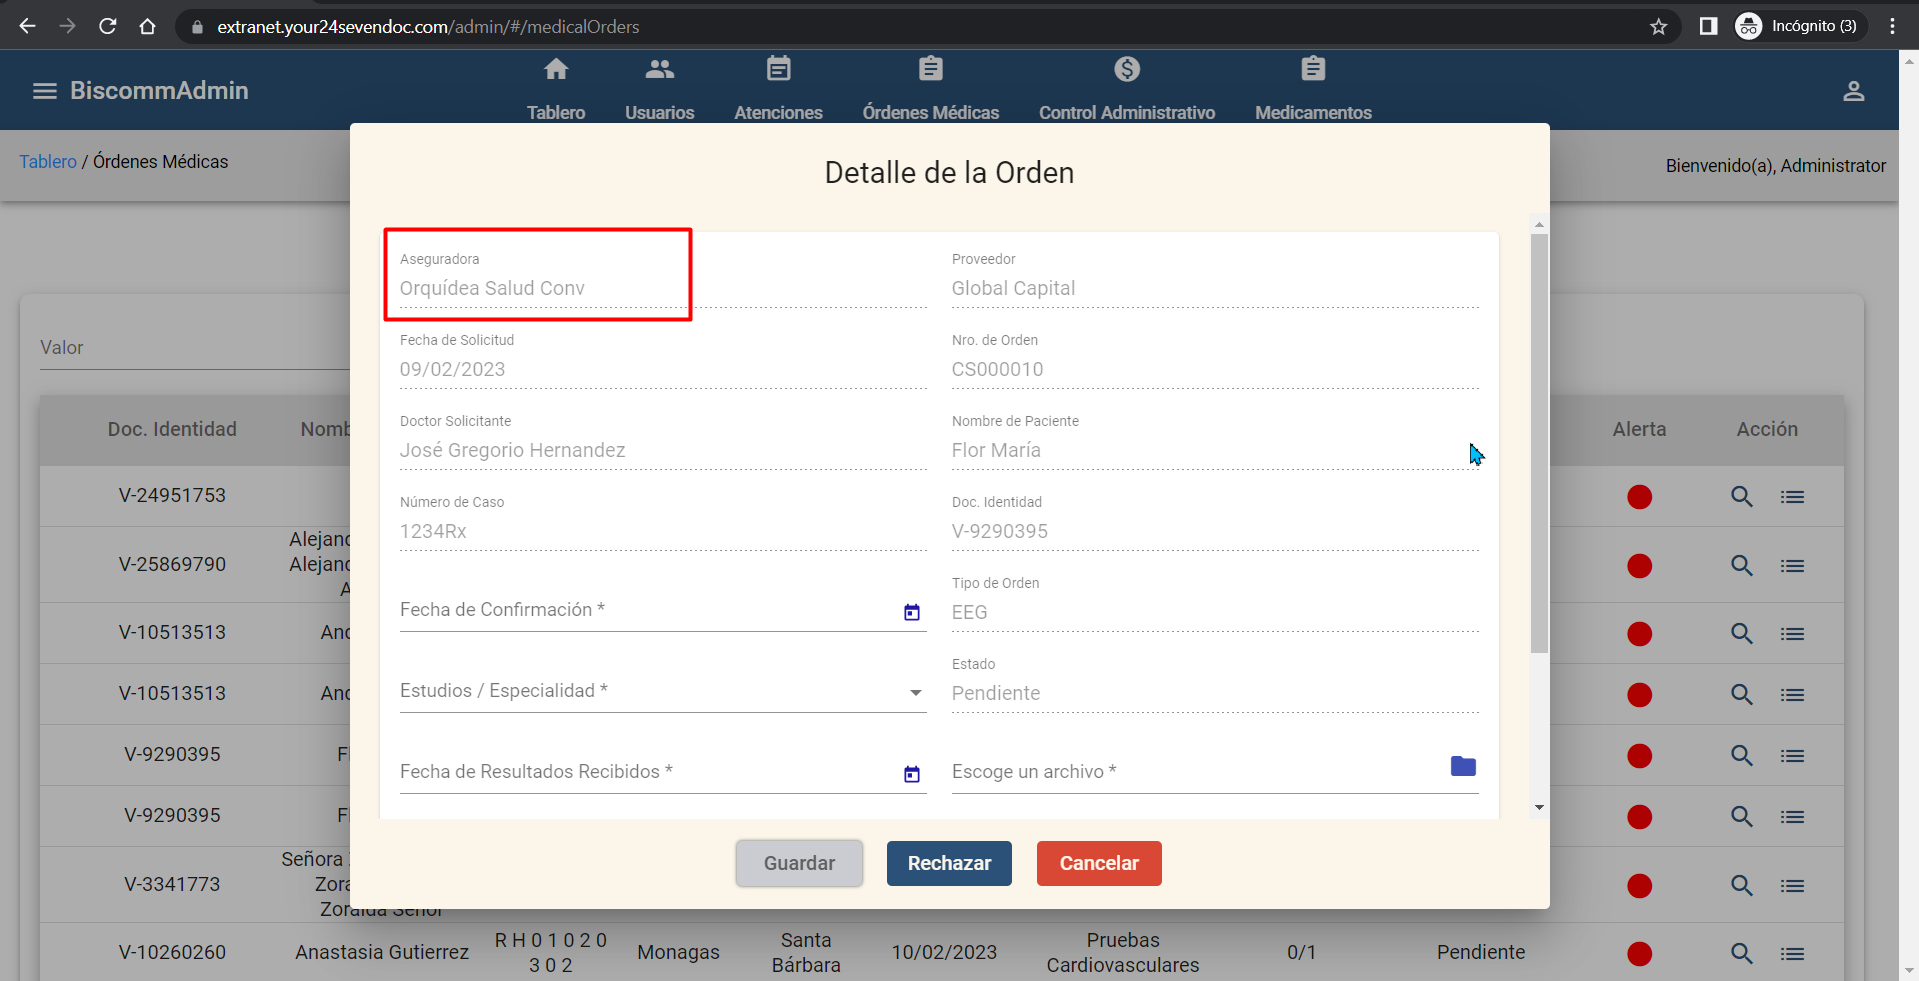 extranet.your24sevendoc.com/admin/#/medicalOrders
Incógnito (3)
BiscommAdmin
Tablero
Usuarios
Atenciones
Órdenes Médicas
Control Administrativo
Medicamentos
Tablero / Órdenes Médicas
Bienvenido(a), Administrator
Detalle de la Orden
Aseguradora
Orquídea Salud Conv
Proveedor
Global Capital
Fecha de Solicitud
09/02/2023
Nro. de Orden
CS000010
Doctor Solicitante
José Gregorio Hernandez
Nombre de Paciente
Flor María
Número de Caso
1234Rx
Doc. Identidad
V-9290395
Fecha de Confirmación *
Tipo de Orden
EEG
Estudios / Especialidad *
Estado
Pendiente
Fecha de Resultados Recibidos *
Escoge un archivo *
Guardar
Rechazar
Cancelar
Valor
Doc. Identidad
Nomb
Alerta
Acción
V-24951753
V-25869790
Alejanc
Alejanc
A
V-10513513
Anc
V-10513513
Anc
V-9290395
Fl
V-9290395
Fl
V-3341773
Señora
Zora
Zoraida Señor
V-10260260
Anastasia Gutierrez
R H 0 1 0 2 0
3 0 2
Monagas
Santa
Bárbara
10/02/2023
Pruebas
Cardiovasculares
0/1
Pendiente